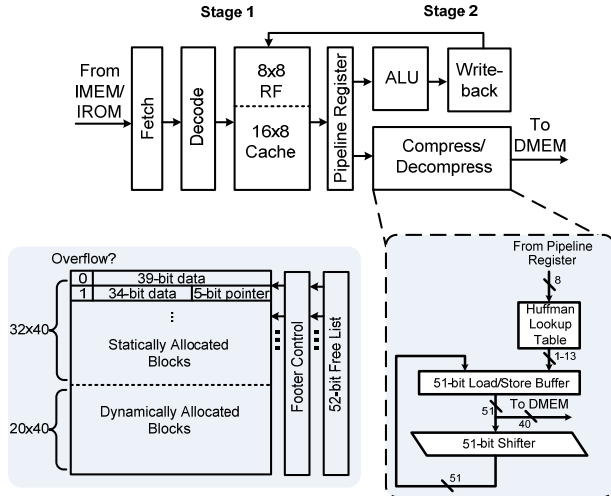 Stage 1
Stage 2
From
IMEM/
IROM
Fetch
Decode
8x8
RF
16x8
Cache
Pipeline Register
ALU
Write-
back
Compress/
Decompress
To
DMEM
Overflow?
0
39-bit data
1
34-bit data
5-bit pointer
32x40
Statically Allocated
Blocks
20x40
Dynamically Allocated
Blocks
Footer Control
52-bit Free List
From Pipeline
Register
8
Huffman
Lookup
Table
1-13
51-bit Load/Store Buffer
51
To DMEM
40
51-bit Shifter
51